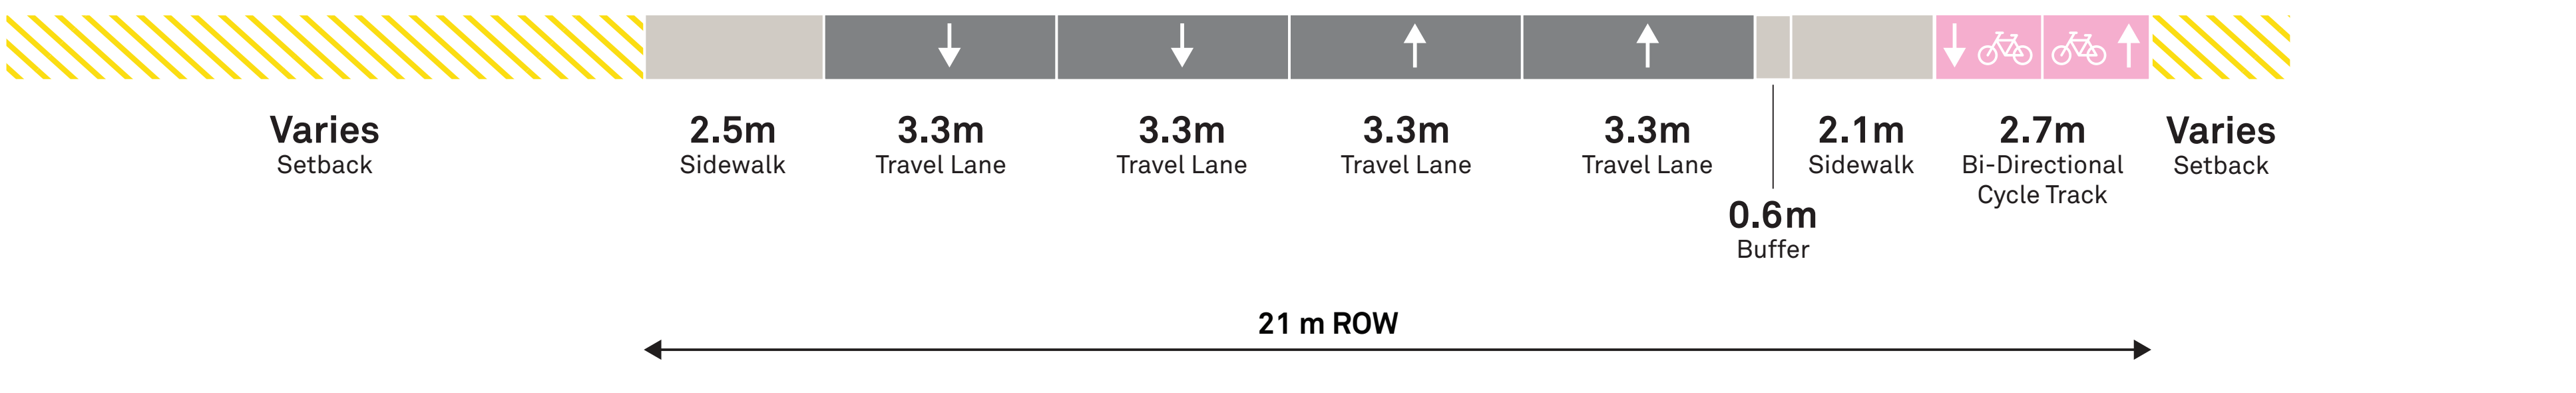 Varies
Setback
2.5m
Sidewalk
3.3m
Travel Lane
3.3m
Travel Lane
3.3m
Travel Lane
3.3m
Travel Lane
0.6m
Buffer
2.1m
Sidewalk
2.7m
Bi-Directional
Cycle Track
Varies
Setback
21 m ROW